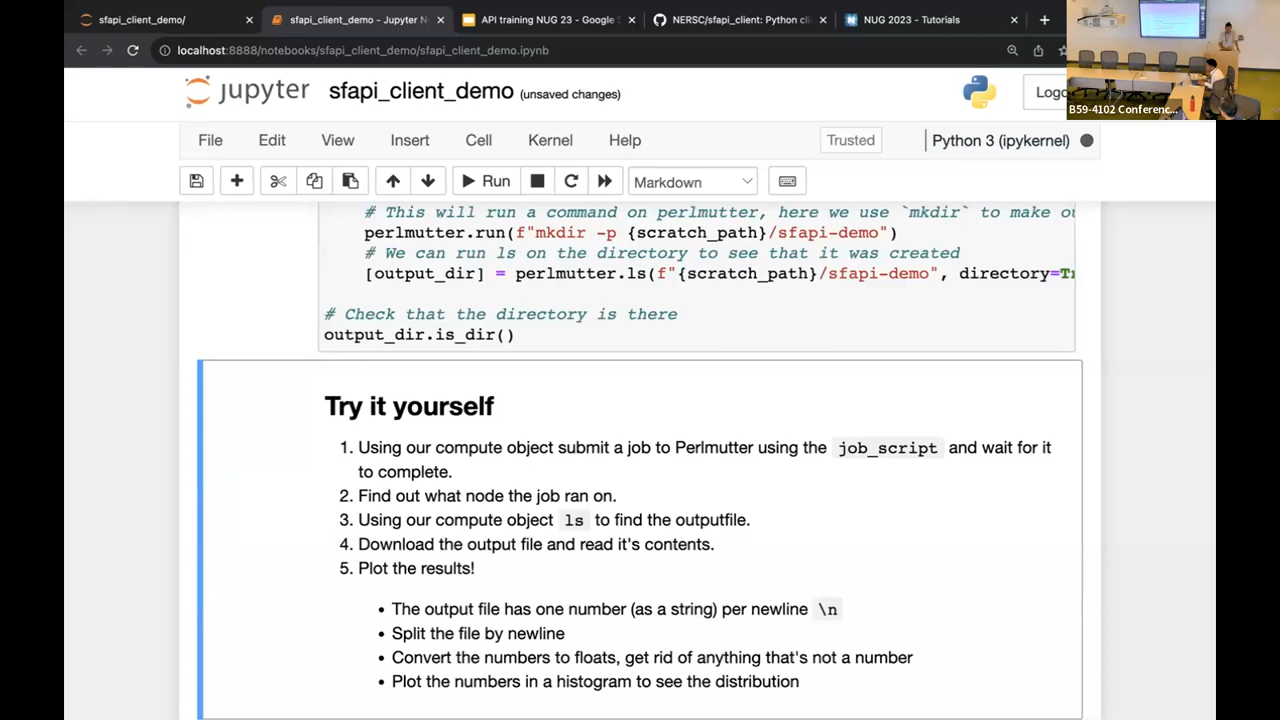 sfapi_client_demo/
sfapi_client_demo - Jupyter N
API training NUG 23 - Google S
NERSC/sfapi_client: Python cli
NUG 2023 - Tutorials
localhost:8888/notebooks/sfapi_client_demo/sfapi_client_demo.ipynb
B59-4102 Conferenc...
jupyter sfapi_client_demo (unsaved changes)
Logo
File Edit View Insert Cell Kernel Help Trusted Python 3 (ipykernel)
Run Markdown
# This will run a command on perlmutter, here we use `mkdir` to make ou
perlmutter.run(f"mkdir -p {scratch_path}/sfapi-demo")
# We can run ls on the directory to see that it was created
[output_dir] = perlmutter.ls(f"{scratch_path}/sfapi-demo", directory=Tr
# Check that the directory is there
output_dir.is_dir()
Try it yourself
1. Using our compute object submit a job to Perlmutter using the job_script and wait for it
to complete.
2. Find out what node the job ran on.
3. Using our compute object ls to find the outputfile.
4. Download the output file and read it's contents.
5. Plot the results!
• The output file has one number (as a string) per newline \n
• Split the file by newline
• Convert the numbers to floats, get rid of anything that's not a number
• Plot the numbers in a histogram to see the distribution